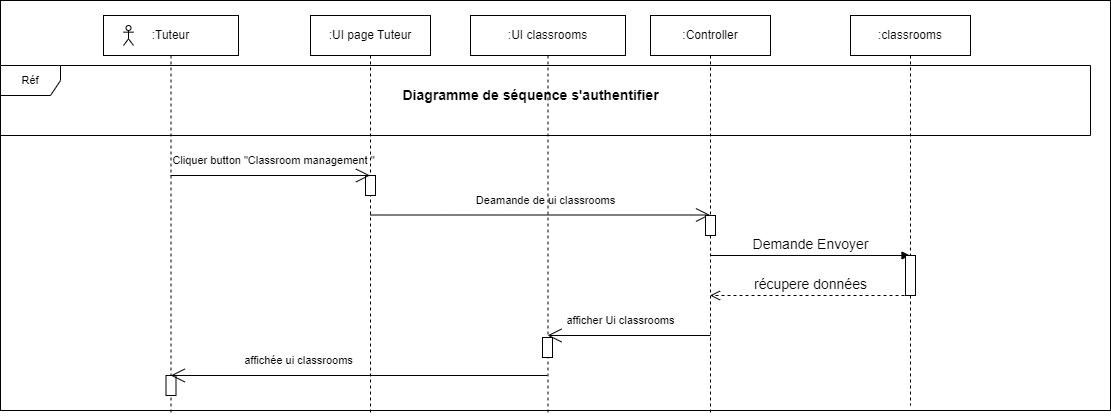 :Tuteur
:UI page Tuteur
:UI classrooms
:Controller
:classrooms
Réf
Diagramme de séquence s'authentifier
Cliquer button "Classroom management "
Deamande de ui classrooms
Demande Envoyer
récupere données
afficher Ui classrooms
affichée ui classrooms